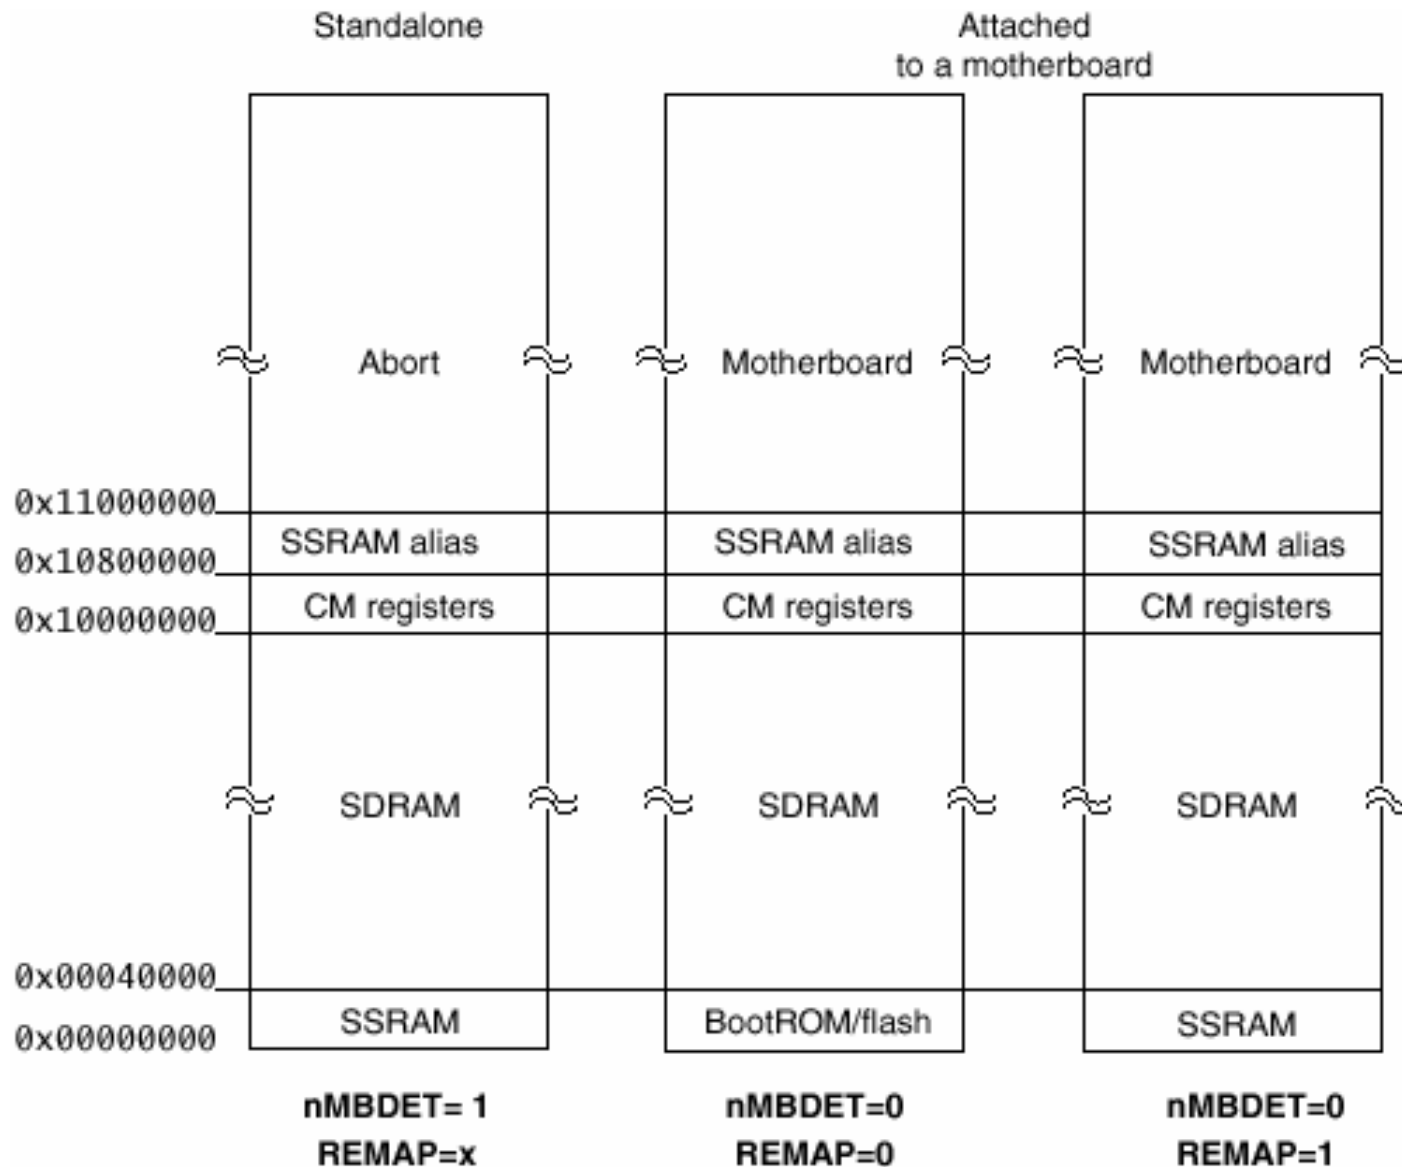 Standalone
Attached
to a motherboard
Abort
Motherboard
Motherboard
0x11000000
SSRAM alias
SSRAM alias
SSRAM alias
0x10800000
CM registers
CM registers
CM registers
0x10000000
SDRAM
SDRAM
SDRAM
0x00040000
SSRAM
BootROM/flash
SSRAM
0x00000000
nMBDET= 1
nMBDET=0
nMBDET=0
REMAP=x
REMAP=0
REMAP=1